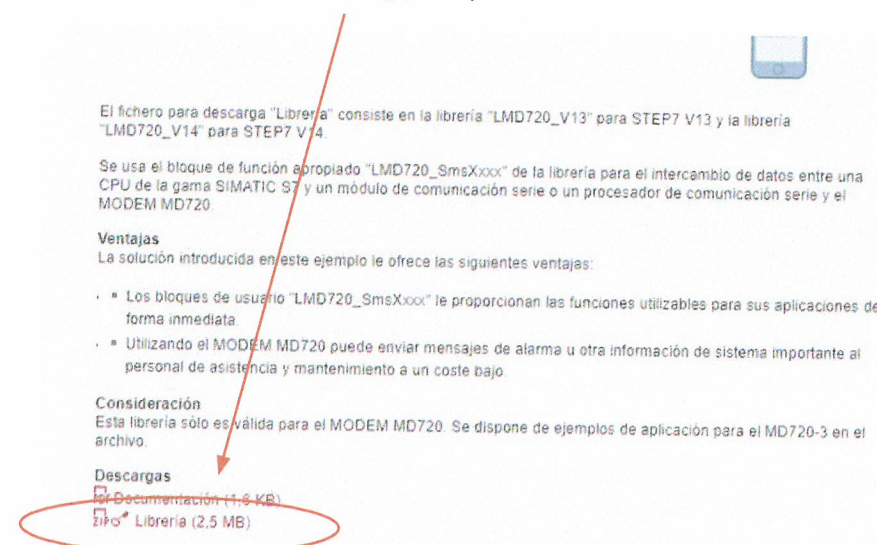 El fichero para descarga "Librería" consiste en la librería "LMD720_V13" para STEP7 V13 y la librería
"LMD720_V14" para STEP7 V14.
Se usa el bloque de función apropiado "LMD720_SmsXxxx" de la librería para el intercambio de datos entre una
CPU de la gama SIMATIC S7 y un módulo de comunicación serie o un procesador de comunicación serie y el
MODEM MD720.
Ventajas
La solución introducida en este ejemplo le ofrece las siguientes ventajas:
Los bloques de usuario "LMD720_SmsXxxx" le proporcionan las funciones utilizables para sus aplicaciones de
forma inmediata.
Utilizando el MODEM MD720 puede enviar mensajes de alarma u otra información de sistema importante al
personal de asistencia y mantenimiento a un coste bajo.
Consideración
Esta librería sólo es válida para el MODEM MD720. Se dispone de ejemplos de aplicación para el MD720-3 en el
archivo.
Descargas
Documentación (1,6 KB)
Librería (2,5 MB)